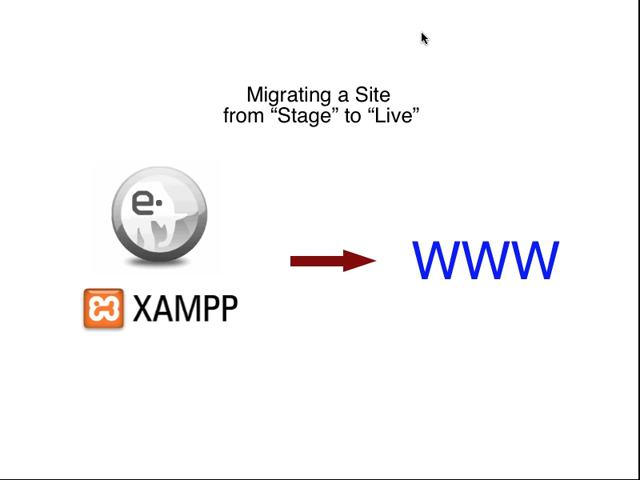 Migrating a Site
from “Stage” to “Live”
e.
XAMPP
WWW